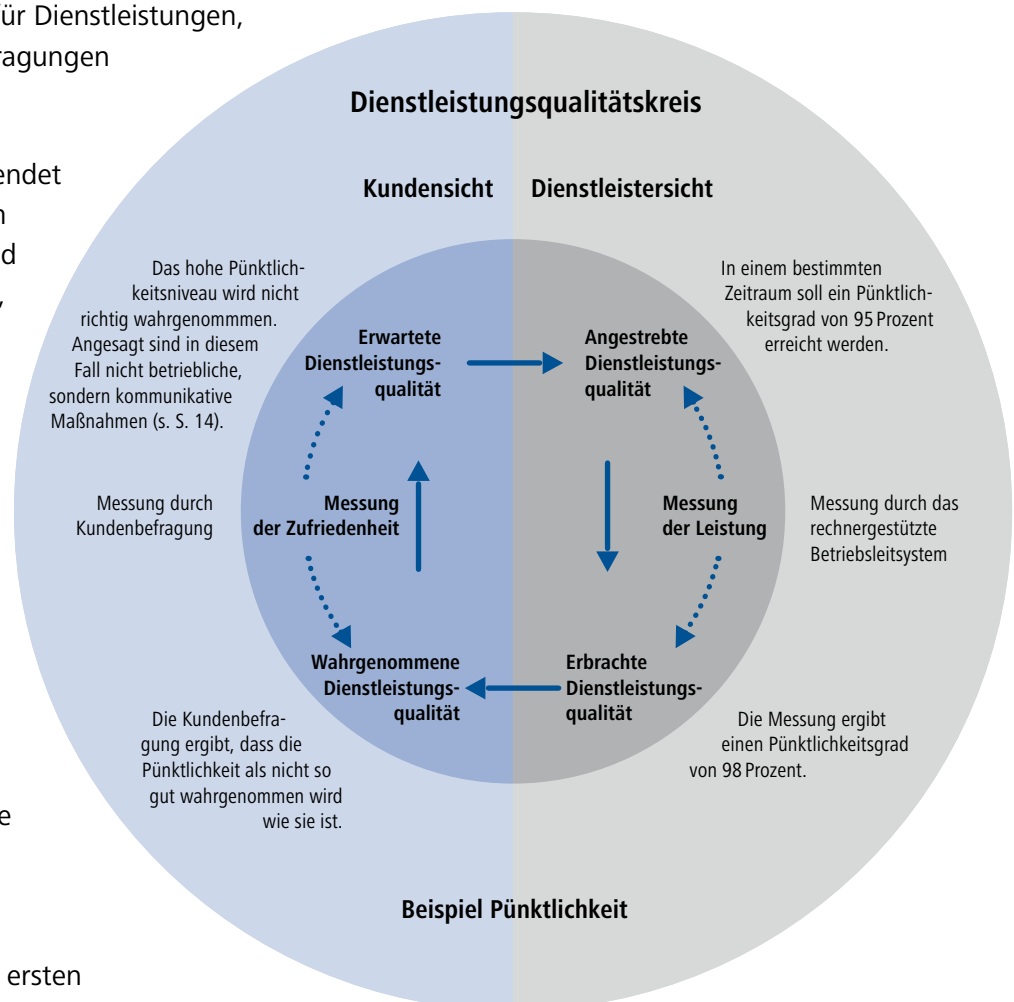 für Dienstleistungen,
ragungen
endet
n
d
,
e
ersten
Dienstleistungsqualitätskreis
Kundensicht
Dienstleistersicht
Das hohe Pünktlich-
keitsniveau wird nicht
richtig wahrgenommmen.
Angesagt sind in diesem
Fall nicht betriebliche,
sondern kommunikative
Maßnahmen (s. S. 14).
Erwartete
Dienstleistungs-
qualität
Angestrebte
Dienstleistungs-
qualität
In einem bestimmten
Zeitraum soll ein Pünktlich-
keitsgrad von 95 Prozent
erreicht werden.
Messung durch
Kundenbefragung
Messung
der Zufriedenheit
Messung
der Leistung
Messung durch das
rechnergestützte
Betriebsleitsystem
Wahrgenommene
Dienstleistungs-
qualität
Erbrachte
Dienstleistungs-
qualität
Die Kundenbefra-
gung ergibt, dass die
Pünktlichkeit als nicht so
gut wahrgenommen wird
wie sie ist.
Die Messung ergibt
einen Pünktlichkeitsgrad
von 98 Prozent.
Beispiel Pünktlichkeit